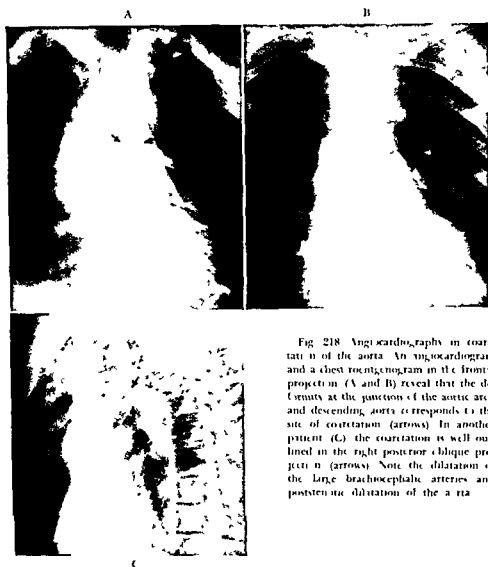 A
B
Fig 218 Angiocardiography in coar
tation of the aorta An angiocardiogram
and a chest roentgenogram in the frontal
projection (A and B) reveal that the de
formity at the junction of the aortic arc
and descending aorta corresponds to the
site of coarctation (arrows) In another
patient (C) the coarctation is well out
lined in the right posterior oblique pro
jection (arrows) Note the dilatation of
the large brachiocephalic arteries and
poststenotic dilatation of the aorta
C